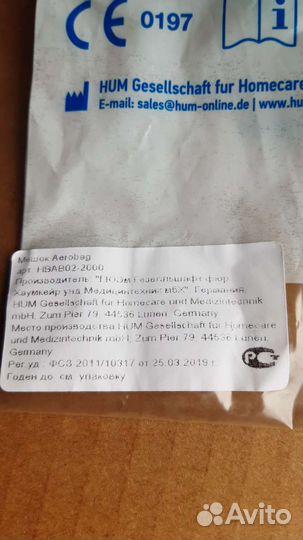 CE 0197
HUM Gesellschaft fur Homecare
E-mail: sales@hum-online.de | www.hu
Мешок Aerobag
арт. HBAB02-2000
Производитель: "ГЮэм Гезельшафт фюр
Хаумкейр унд Медицинтехник мбХ", Германия,
HUM Gesellschaft for Homecare und Medizintechnik
mbH, Zum Pier 79, 44536 Lunen, Germany
Место производства HUM Gesellschaft for Homecare
und Medizintechnik mbH, Zum Pier 79, 44536 Lunen,
Germany
Рег.уд.: ФСЗ 2011/10317 от 25.03.2019 г.
Годен до: см. упаковку
Avito